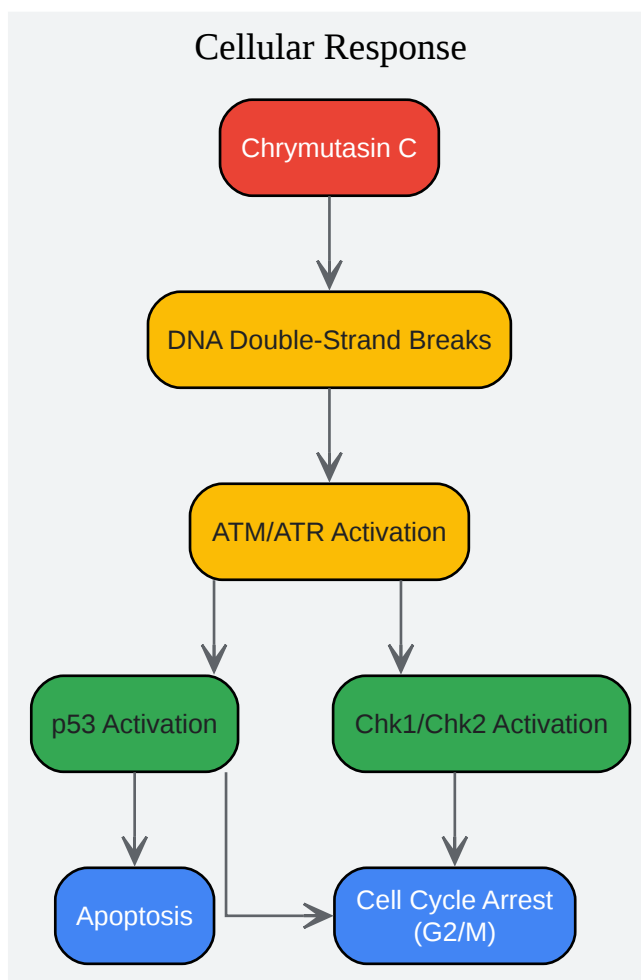 Cellular Response
Chrymutasin C
DNA Double-Strand Breaks
ATM/ATR Activation
p53 Activation
Chk1/Chk2 Activation
Apoptosis
Cell Cycle Arrest
(G2/M)